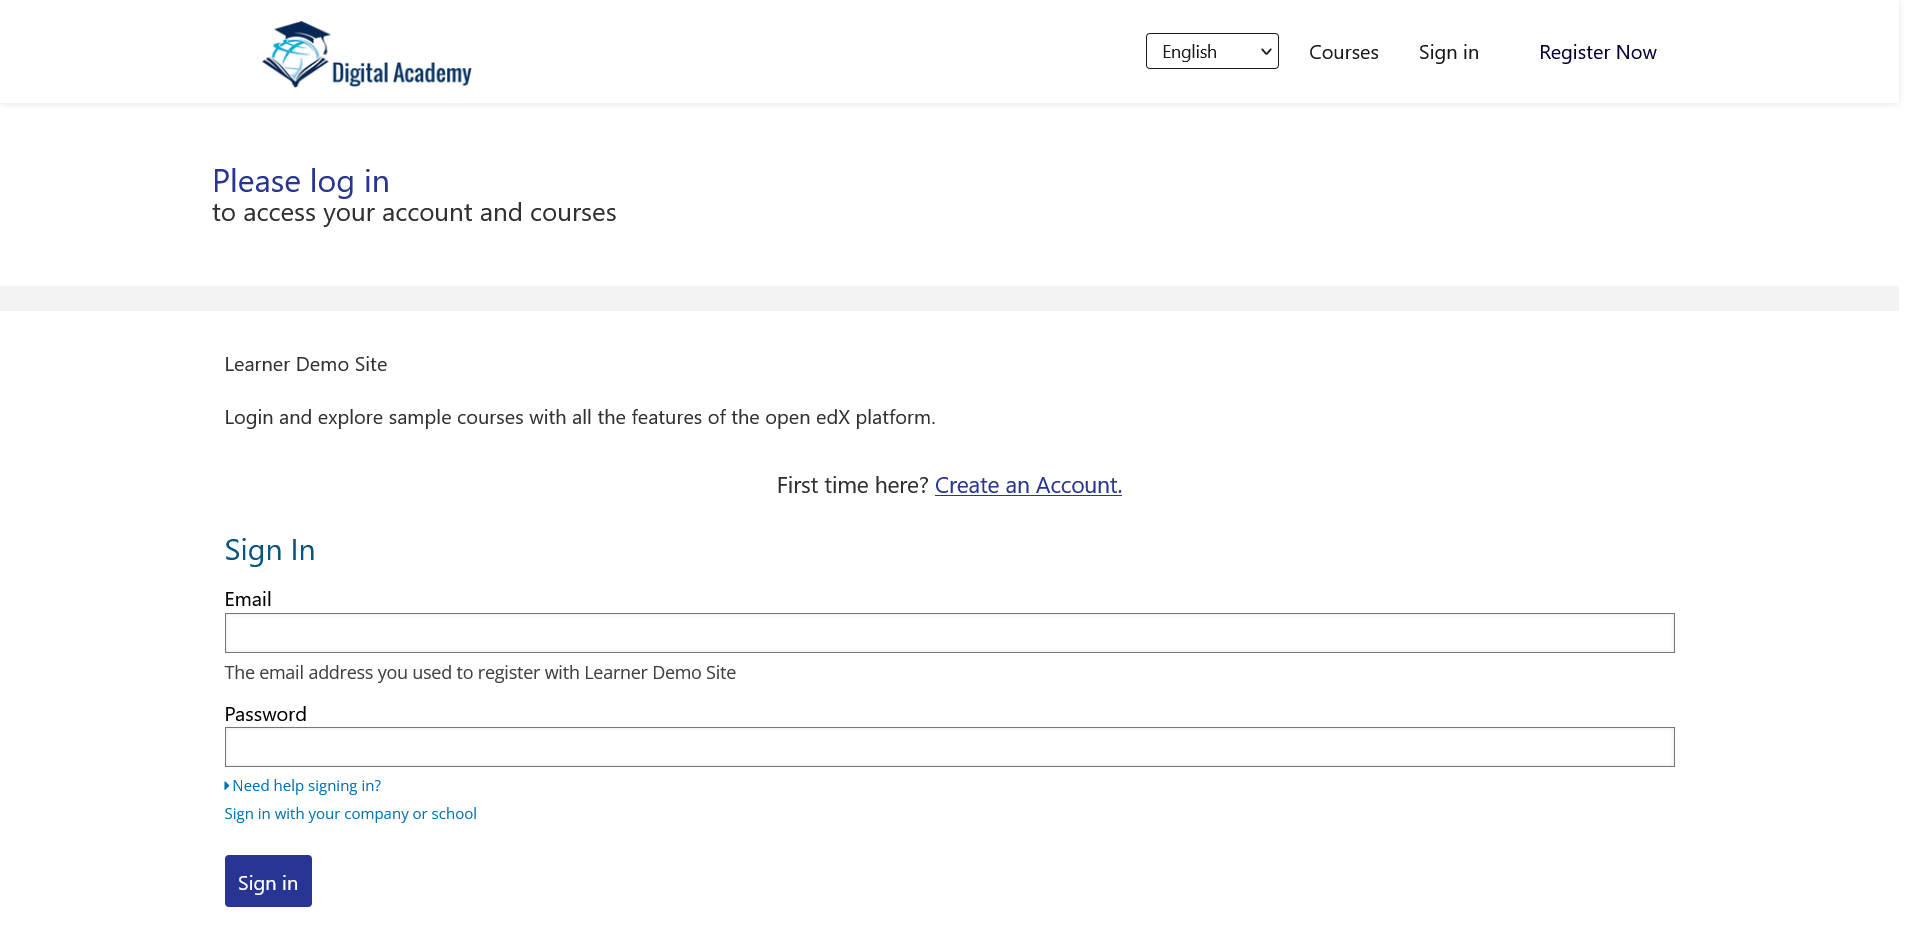 Digital Academy
English
Courses
Sign in
Register Now
Please log in
to access your account and courses
Learner Demo Site
Login and explore sample courses with all the features of the open edX platform.
First time here? Create an Account.
Sign In
Email
The email address you used to register with Learner Demo Site
Password
Need help signing in?
Sign in with your company or school
Sign in